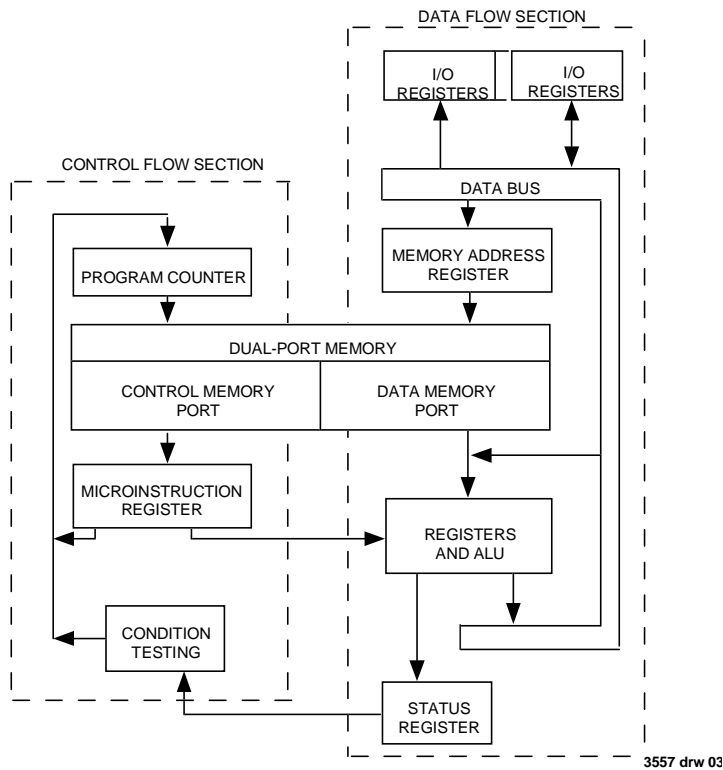 DATA FLOW SECTION
I/O
REGISTERS
I/O
REGISTERS
CONTROL FLOW SECTION
DATA BUS
PROGRAM COUNTER
MEMORY ADDRESS
REGISTER
DUAL-PORT MEMORY
CONTROL MEMORY
PORT
DATA MEMORY
PORT
MICROINSTRUCTION
REGISTER
REGISTERS
AND ALU
CONDITION
TESTING
STATUS
REGISTER
3557 drw 03